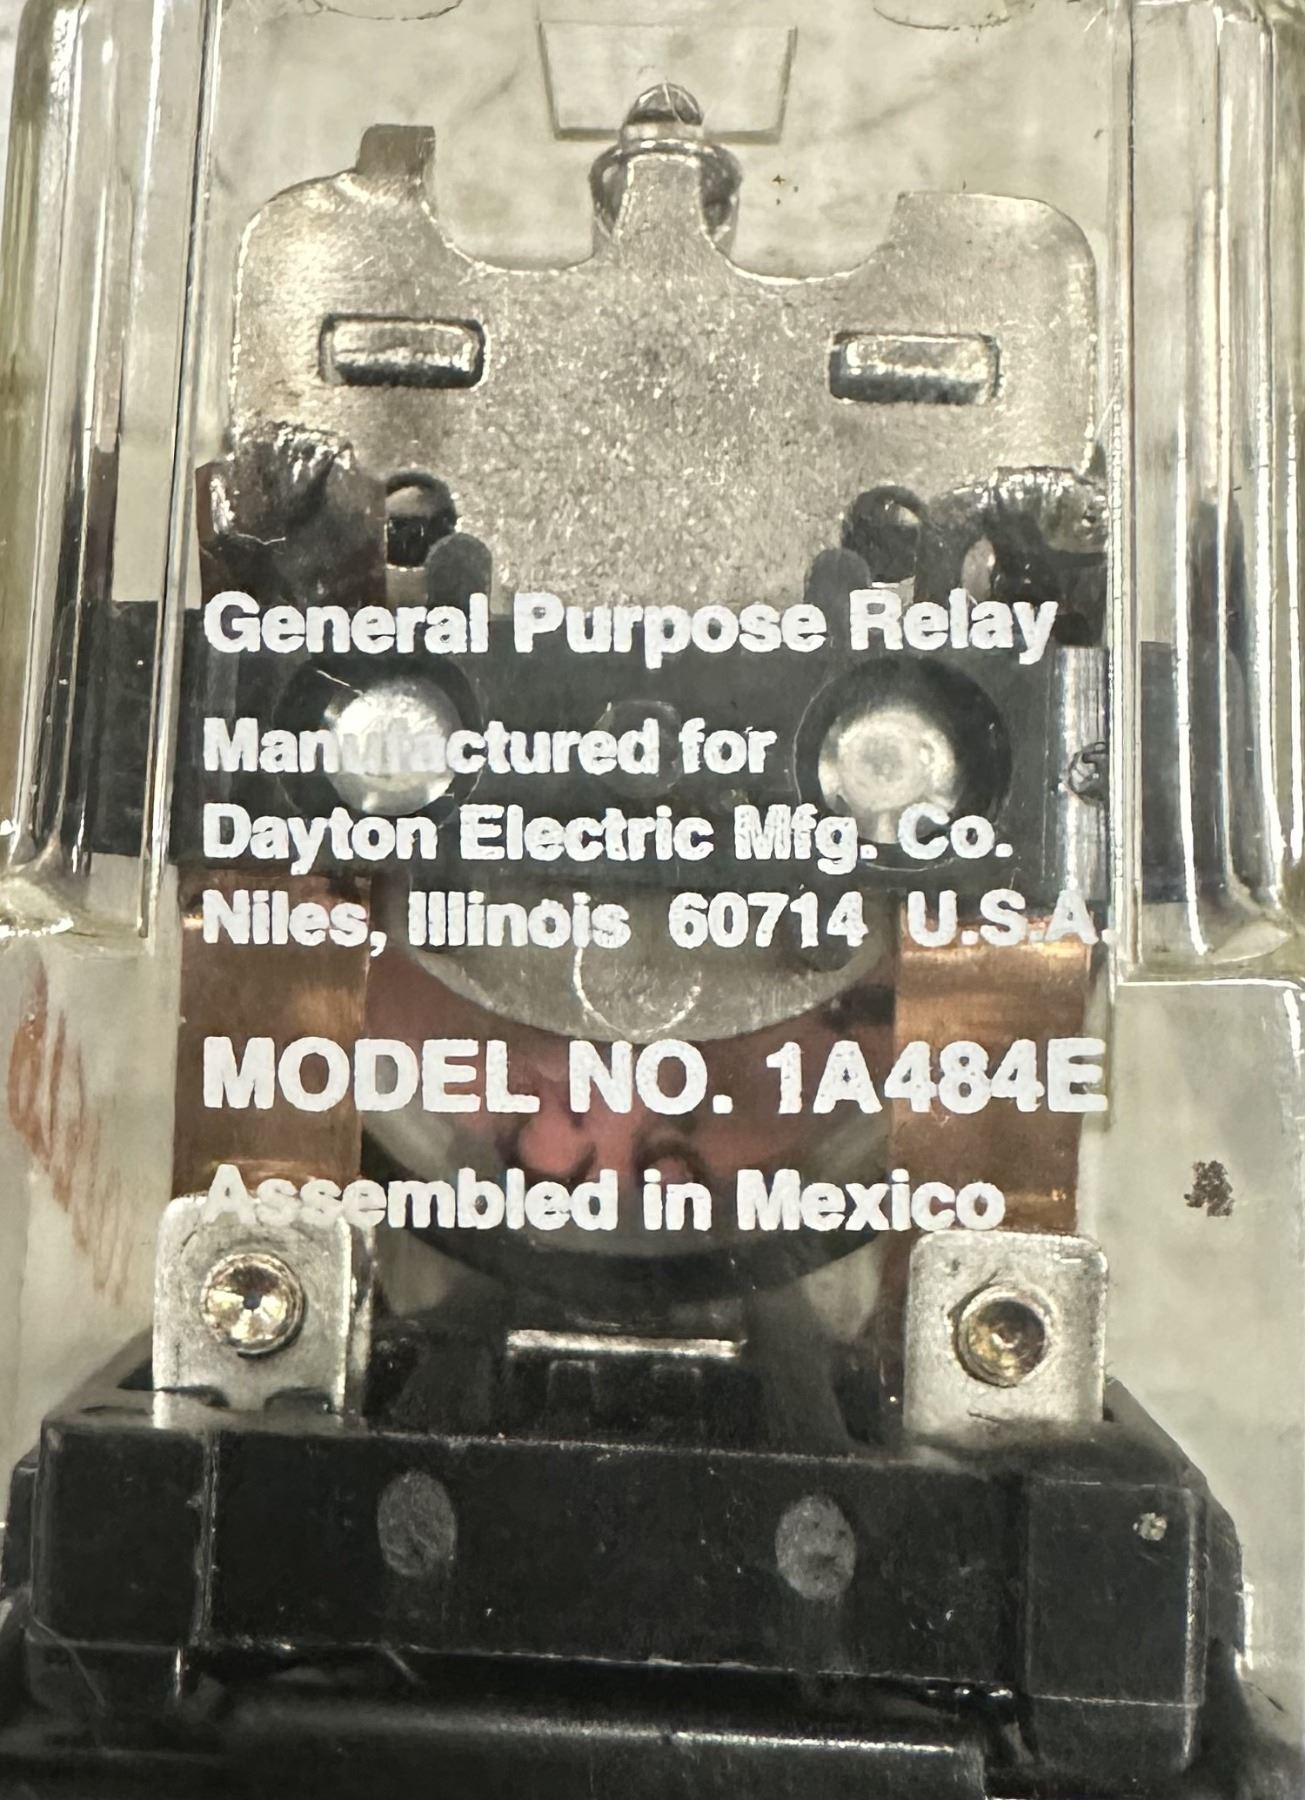 General Purpose Relay
Manufactured for
Dayton Electric Mfg. Co.
Niles, Illinois 60714 U.S.A.
MODEL NO. 1A484E
Assembled in Mexico